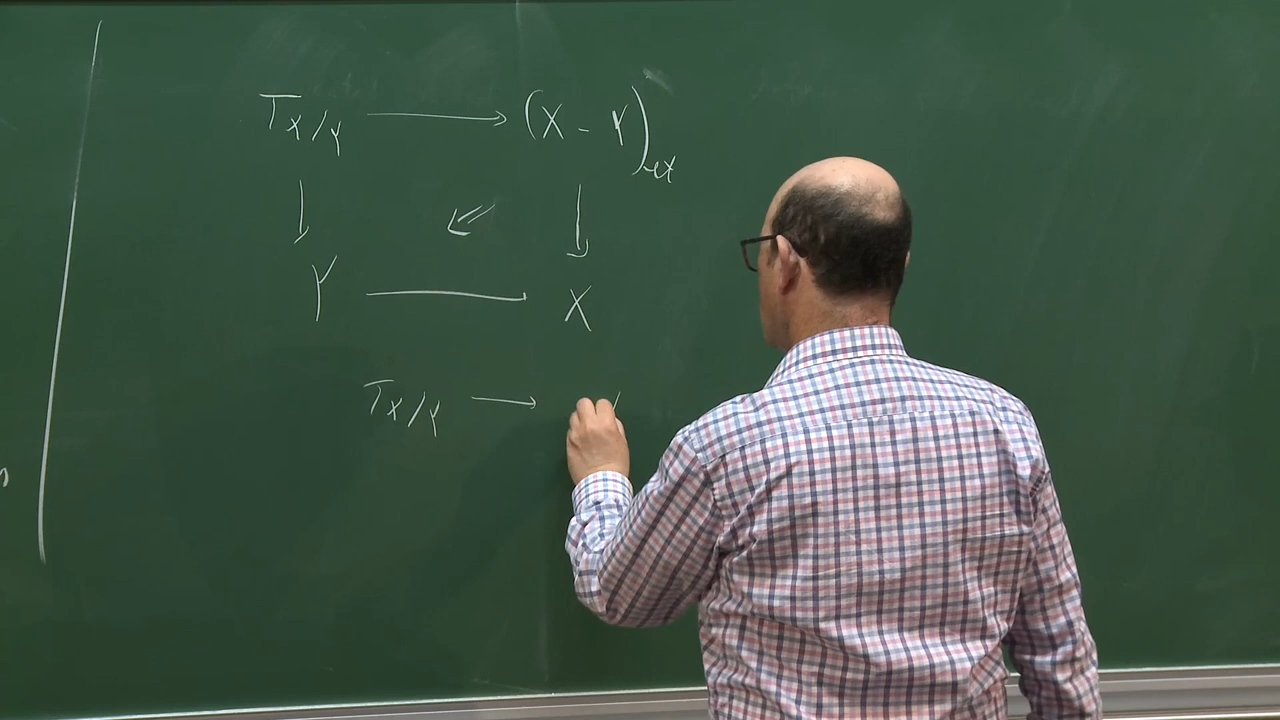 T_{X/Y} ⟶ (X - Y)_{et}
↓ ⇙ ↓
Y ⟶ X
T_{X/Y} ⟶